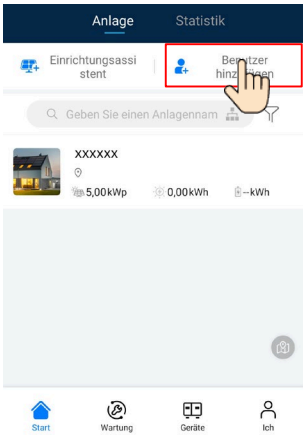 Anlage Statistik
Einrichtungsassi
stent
Benutzer
hinzufügen
Geben Sie einen Anlagennam
XXXXXX
5,00kWp 0,00kWh --kWh
Start Wartung Geräte Ich